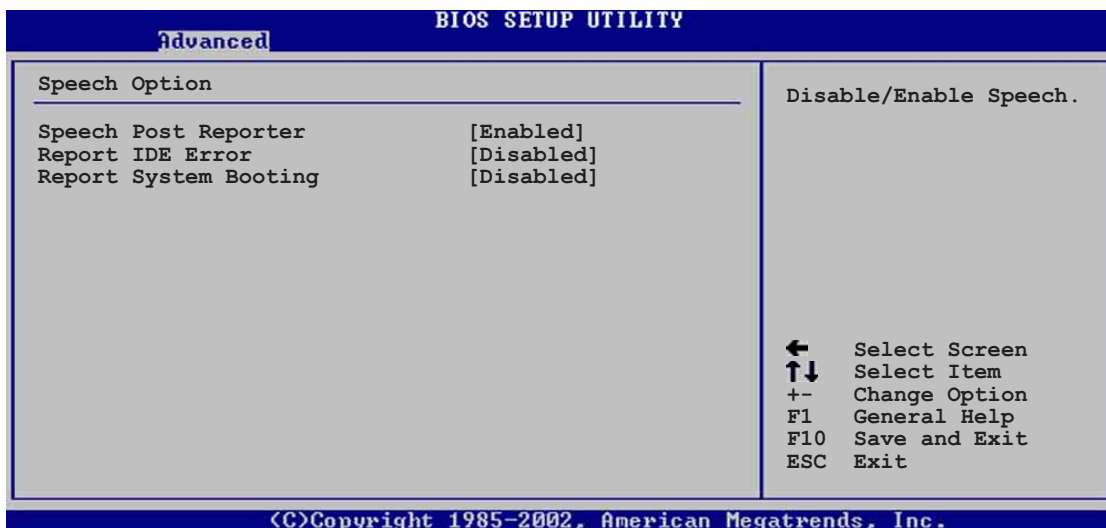 BIOS SETUP UTILITY
Advanced
Speech Option
Speech Post Reporter [Enabled]
Report IDE Error [Disabled]
Report System Booting [Disabled]
Disable/Enable Speech.
← Select Screen
↑↓ Select Item
+- Change Option
F1 General Help
F10 Save and Exit
ESC Exit
(C)Copyright 1985-2002, American Megatrends, Inc.